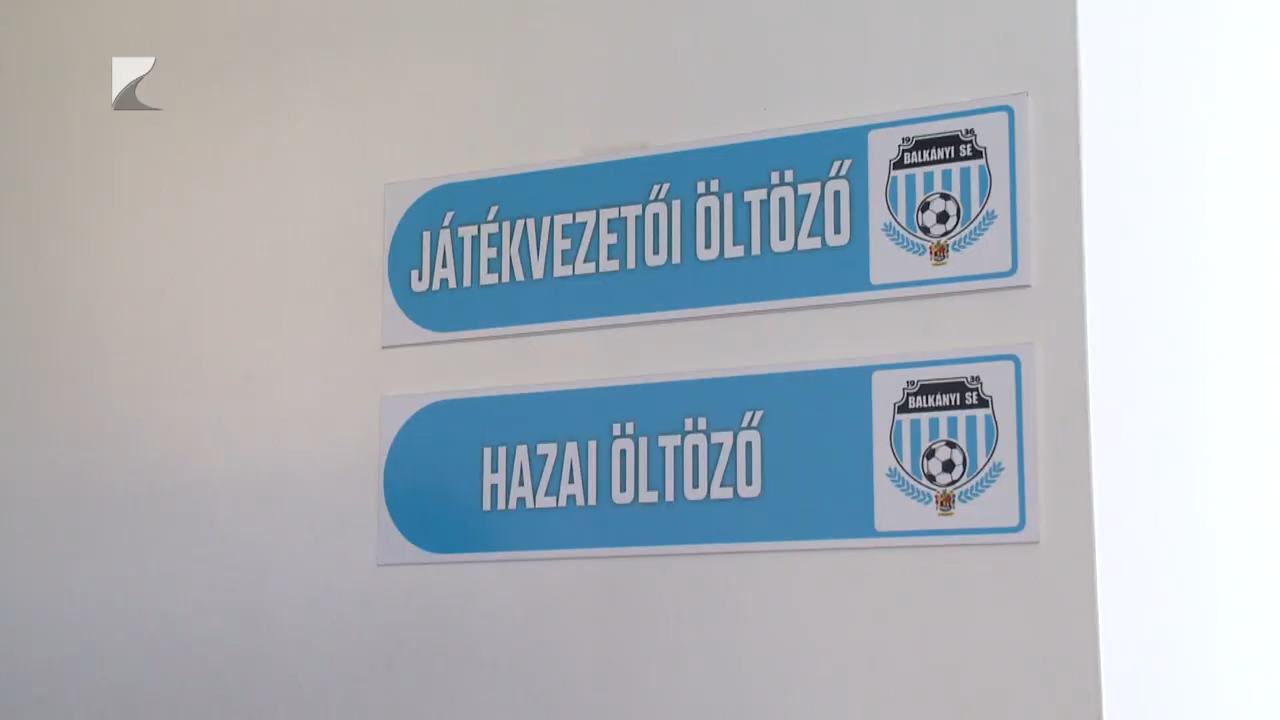 JÁTÉKVEZETŐI ÖLTÖZŐ
19 36
BALKÁNYI SE
HAZAI ÖLTÖZŐ
19 36
BALKÁNYI SE